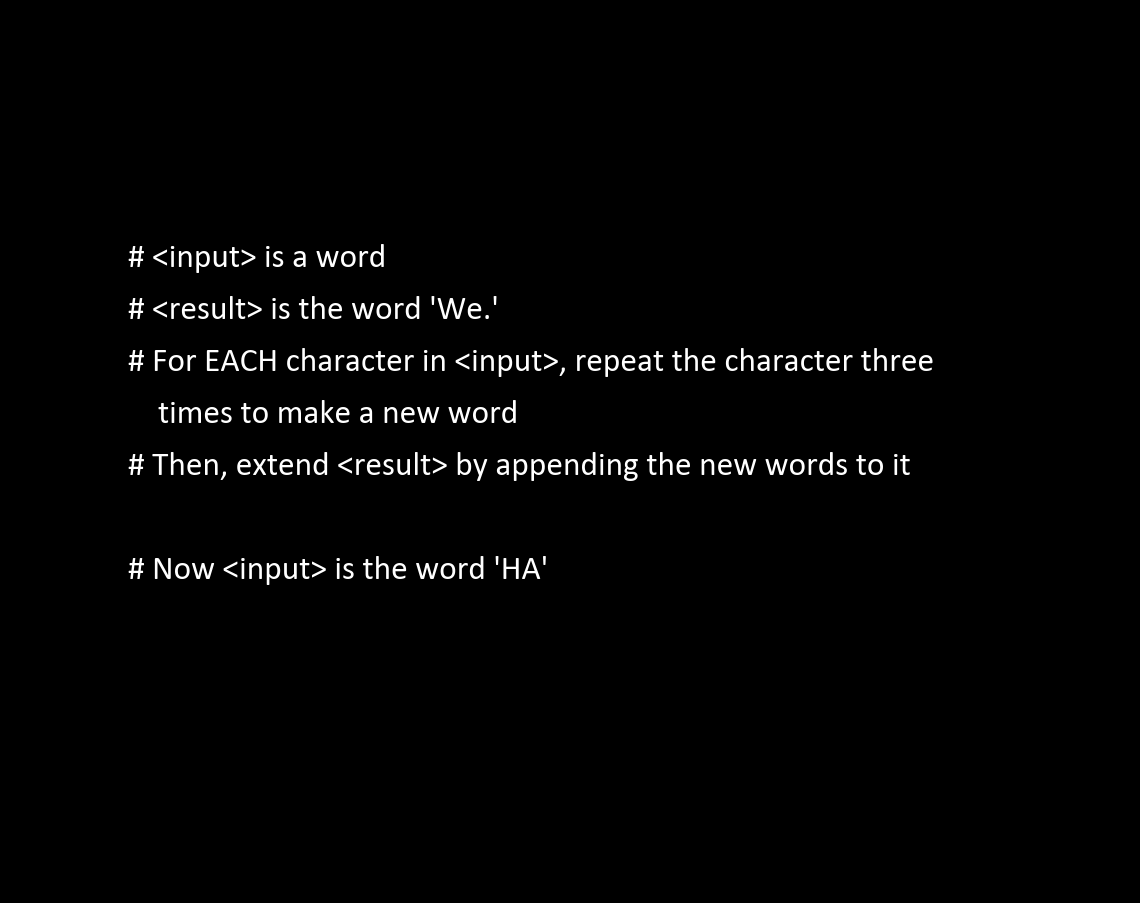 # <input> is a word
# <result> is the word 'We.'
# For EACH character in <input>, repeat the character three
times to make a new word
# Then, extend <result> by appending the new words to it
# Now <input> is the word 'HA'